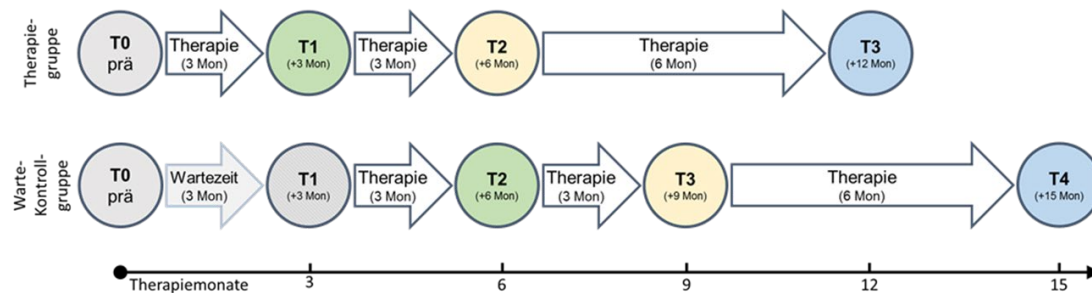 Therapie-
gruppe
T0
prä
Therapie
(3 Mon)
T1
(+3 Mon)
Therapie
(3 Mon)
T2
(+6 Mon)
Therapie
(6 Mon)
T3
(+12 Mon)
Warte-
Kontroll-
gruppe
T0
prä
Wartezeit
(3 Mon)
T1
(+3 Mon)
Therapie
(3 Mon)
T2
(+6 Mon)
Therapie
(3 Mon)
T3
(+9 Mon)
Therapie
(6 Mon)
T4
(+15 Mon)
Therapiemonate 3 6 9 12 15